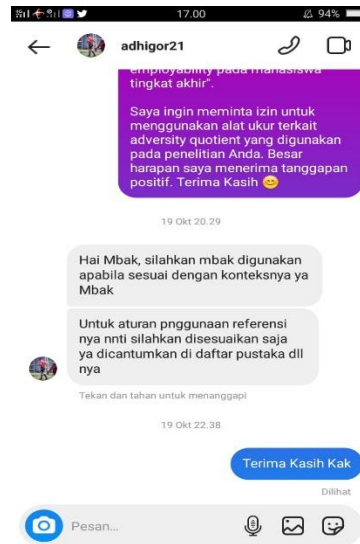 17.00
94%
adhigor21
employability pada mahasiswa
tingkat akhir".
Saya ingin meminta izin untuk
menggunakan alat ukur terkait
adversity quotient yang digunakan
pada penelitian Anda. Besar
harapan saya menerima tanggapan
positif. Terima Kasih 😊
19 Okt 20.29
Hai Mbak, silahkan mbak digunakan
apabila sesuai dengan konteksnya ya
Mbak
Untuk aturan pnggunaan referensi
nya nnti silahkan disesuaikan saja
ya dicantumkan di daftar pustaka dll
nya
Tekan dan tahan untuk menanggapi
19 Okt 22.38
Terima Kasih Kak
Dilihat
Pesan...